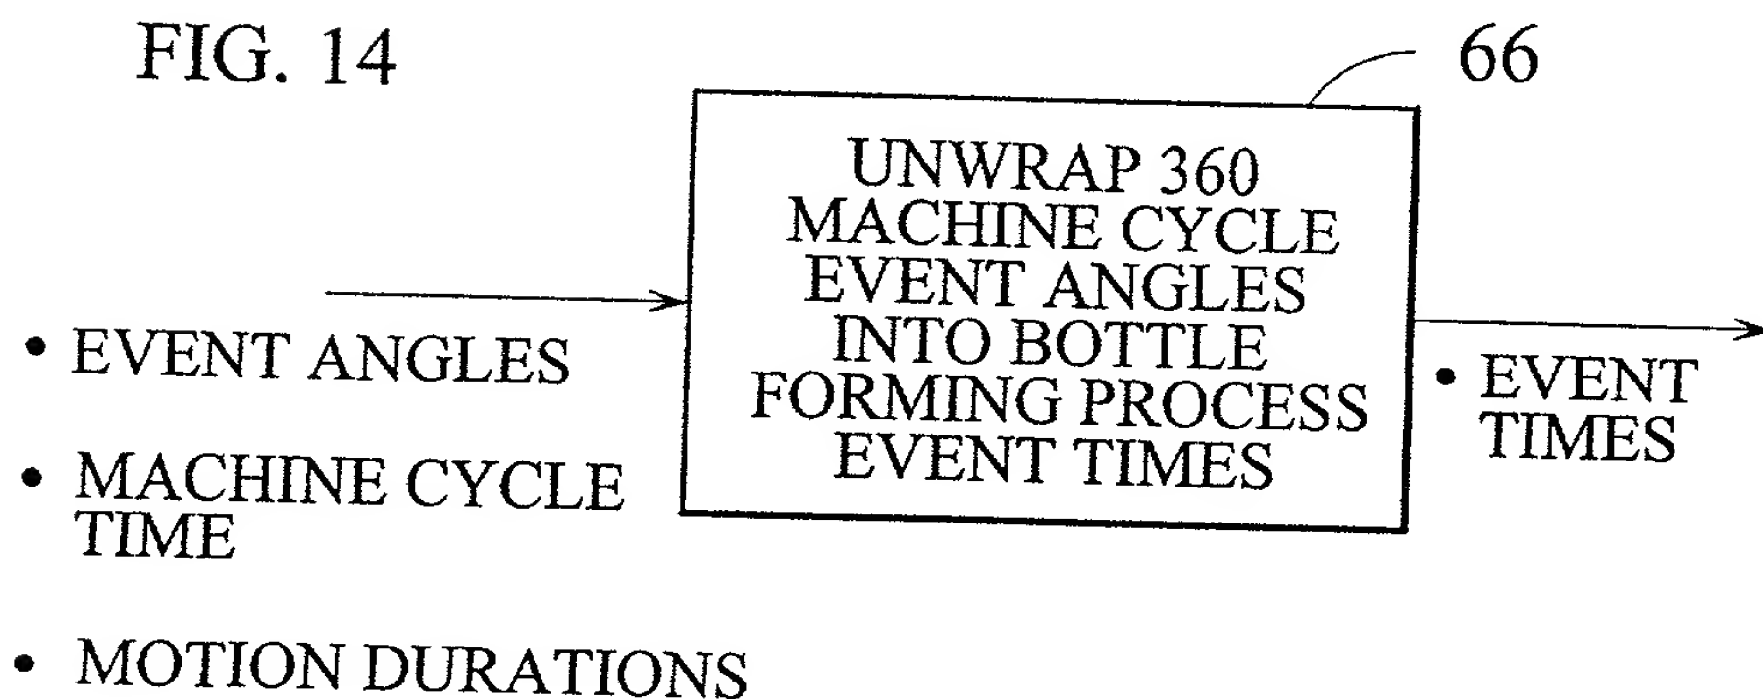 FIG. 14
66
UNWRAP 360
MACHINE CYCLE
EVENT ANGLES
INTO BOTTLE
FORMING PROCESS
EVENT TIMES
• EVENT ANGLES
• MACHINE CYCLE
TIME
• MOTION DURATIONS
• EVENT
TIMES